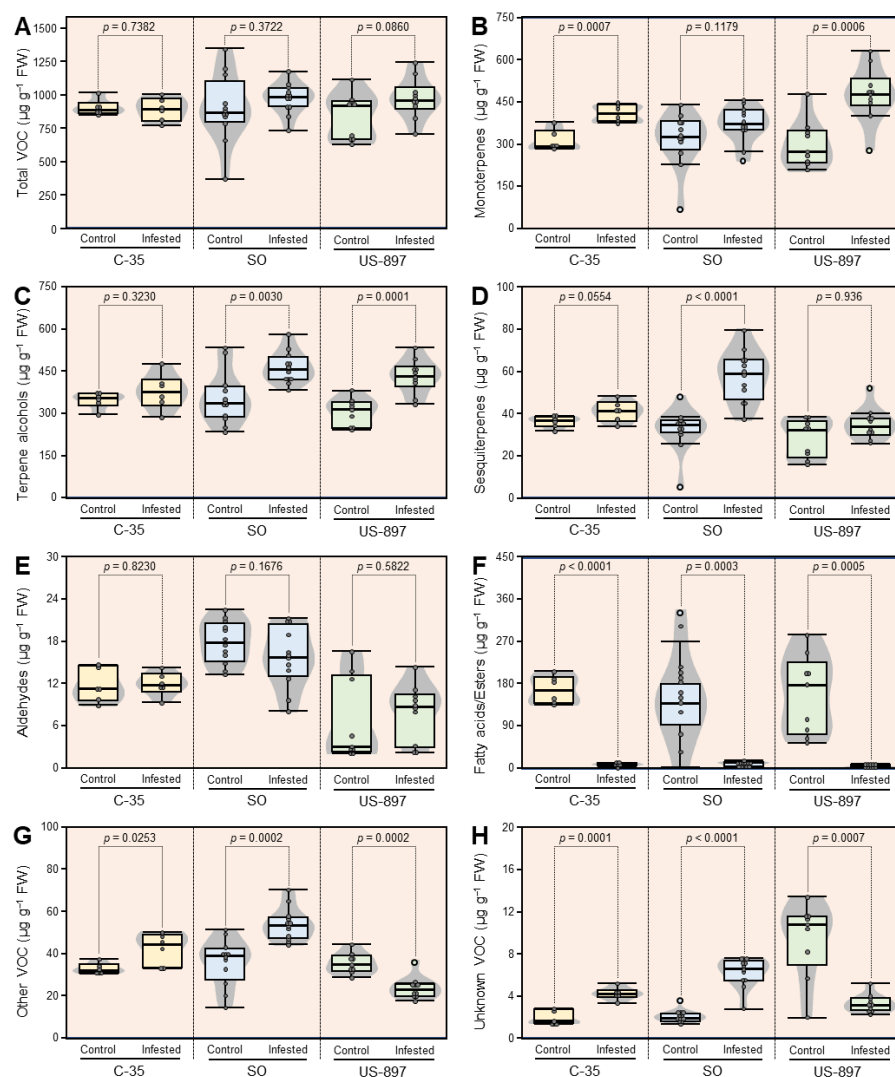 A
Total VOC (µg g⁻¹ FW)
1500
1250
1000
750
500
250
0
p = 0.7382
p = 0.3722
p = 0.0860
Control Infested Control Infested Control Infested
C-35 SO US-897
B
Monoterpenes (µg g⁻¹ FW)
750
600
450
300
150
0
p = 0.0007
p = 0.1179
p = 0.0006
Control Infested Control Infested Control Infested
C-35 SO US-897
C
Terpene alcohols (µg g⁻¹ FW)
750
600
450
300
150
0
p = 0.3230
p = 0.0030
p = 0.0001
Control Infested Control Infested Control Infested
C-35 SO US-897
D
Sesquiterpenes (µg g⁻¹ FW)
100
80
60
40
20
0
p = 0.0554
p < 0.0001
p = 0.936
Control Infested Control Infested Control Infested
C-35 SO US-897
E
Aldehydes (µg g⁻¹ FW)
30
24
18
12
6
0
p = 0.8230
p = 0.1676
p = 0.5822
Control Infested Control Infested Control Infested
C-35 SO US-897
F
Fatty acids/Esters (µg g⁻¹ FW)
450
360
270
180
90
0
p < 0.0001
p = 0.0003
p = 0.0005
Control Infested Control Infested Control Infested
C-35 SO US-897
G
Other VOC (µg g⁻¹ FW)
100
80
60
40
20
0
p = 0.0253
p = 0.0002
p = 0.0002
Control Infested Control Infested Control Infested
C-35 SO US-897
H
Unknown VOC (µg g⁻¹ FW)
20
16
12
8
4
0
p = 0.0001
p < 0.0001
p = 0.0007
Control Infested Control Infested Control Infested
C-35 SO US-897